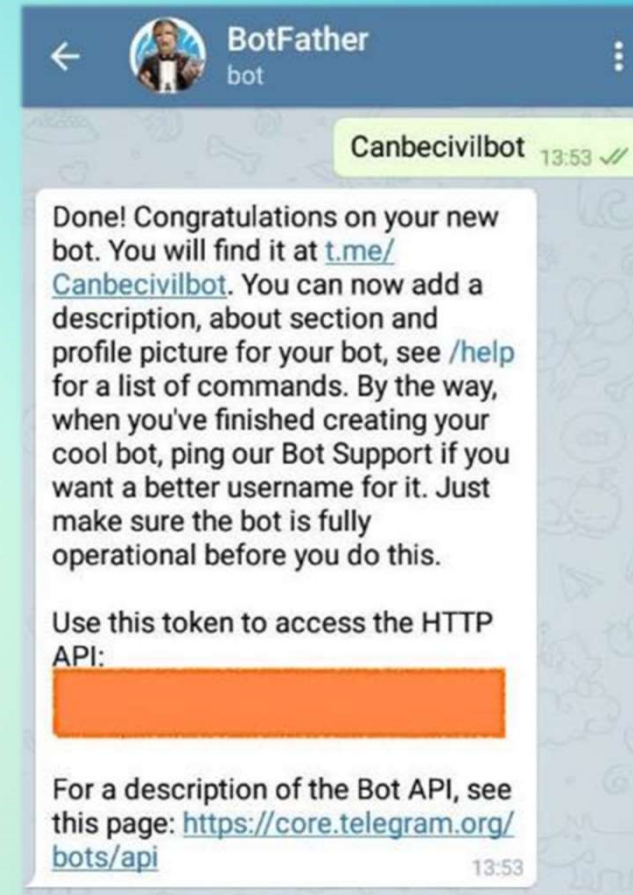 BotFather
bot
Canbecivilbot 13:53
Done! Congratulations on your new
bot. You will find it at t.me/
Canbecivilbot. You can now add a
description, about section and
profile picture for your bot, see /help
for a list of commands. By the way,
when you've finished creating your
cool bot, ping our Bot Support if you
want a better username for it. Just
make sure the bot is fully
operational before you do this.
Use this token to access the HTTP
API:
For a description of the Bot API, see
this page: https://core.telegram.org/
bots/api 13:53